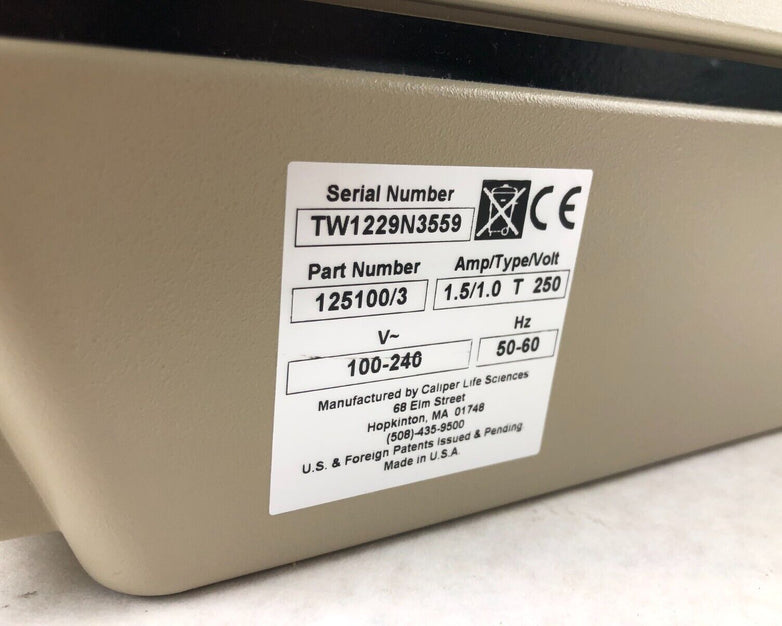 Serial Number
TW1229N3559
CE
Part Number
Amp/Type/Volt
125100/3
1.5/1.0 T 250
V~
Hz
100-240
50-60
Manufactured by Caliper Life Sciences
68 Elm Street
Hopkinton, MA 01748
(508)-435-9500
U.S. & Foreign Patents Issued & Pending
Made in U.S.A.